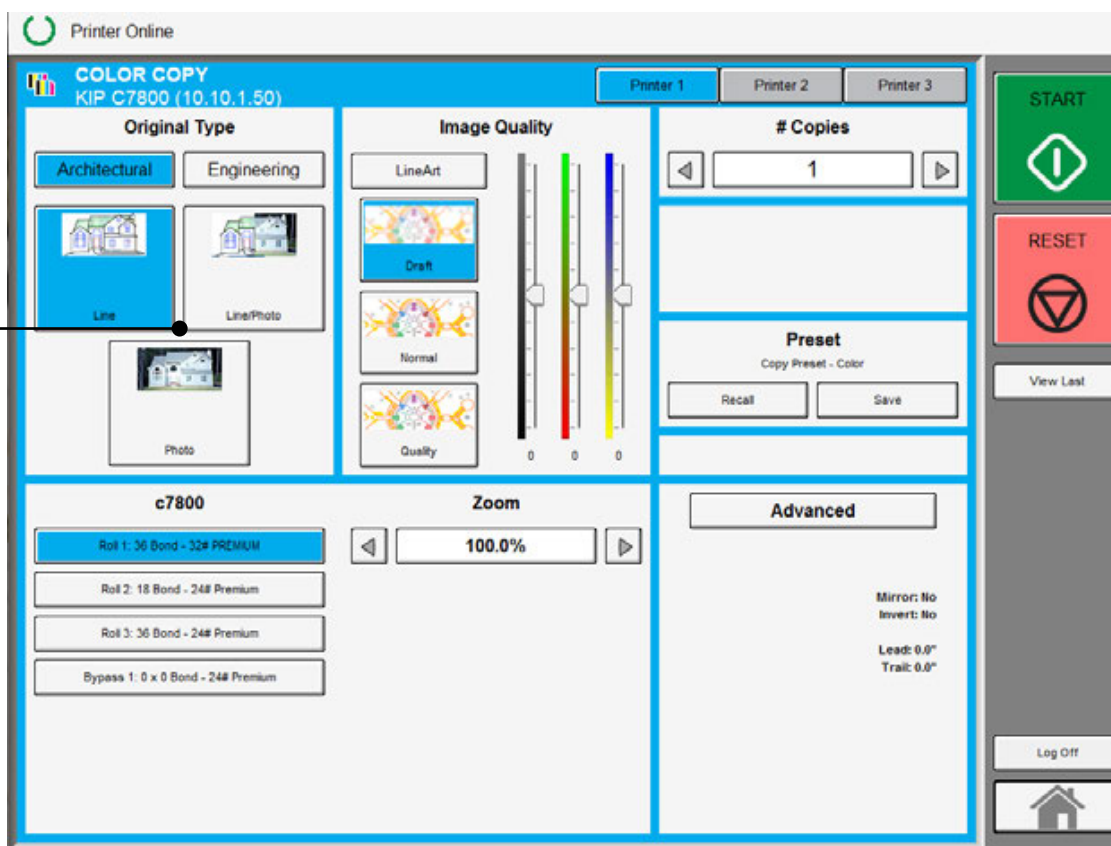 Printer Online
COLOR COPY
KIP C7800 (10.10.1.50)
Printer 1
Printer 2
Printer 3
Original Type
Architectural
Engineering
Line
Line/Photo
Photo
Image Quality
LineArt
Draft
Normal
Quality
0
0
0
# Copies
1
Preset
Copy Preset - Color
Recall
Save
c7800
Roll 1: 36 Bond - 32# PREMIUM
Roll 2: 18 Bond - 24# Premium
Roll 3: 36 Bond - 24# Premium
Bypass 1: 0 x 0 Bond - 24# Premium
Zoom
100.0%
Advanced
Mirror: No
Invert: No
Lead: 0.0"
Trail: 0.0"
START
RESET
View Last
Log Off